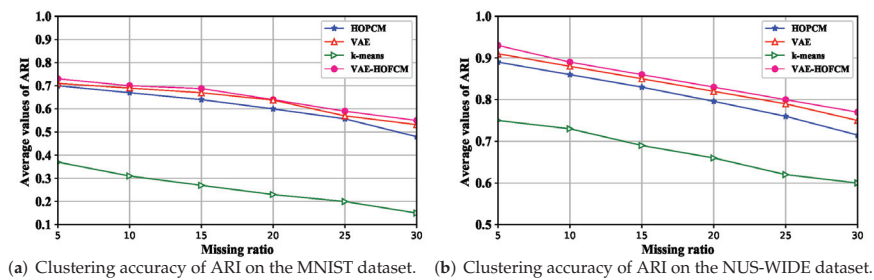 1.0
0.9
0.8
0.7
0.6
0.5
0.4
0.3
0.2
0.1
Average values of ARI
5 10 15 20 25 30
Missing ratio
HOPCM
VAE
k-means
VAE-HOFCM
(a) Clustering accuracy of ARI on the MNIST dataset.
1.0
0.9
0.8
0.7
0.6
0.5
Average values of ARI
5 10 15 20 25 30
Missing ratio
HOPCM
VAE
k-means
VAE-HOFCM
(b) Clustering accuracy of ARI on the NUS-WIDE dataset.